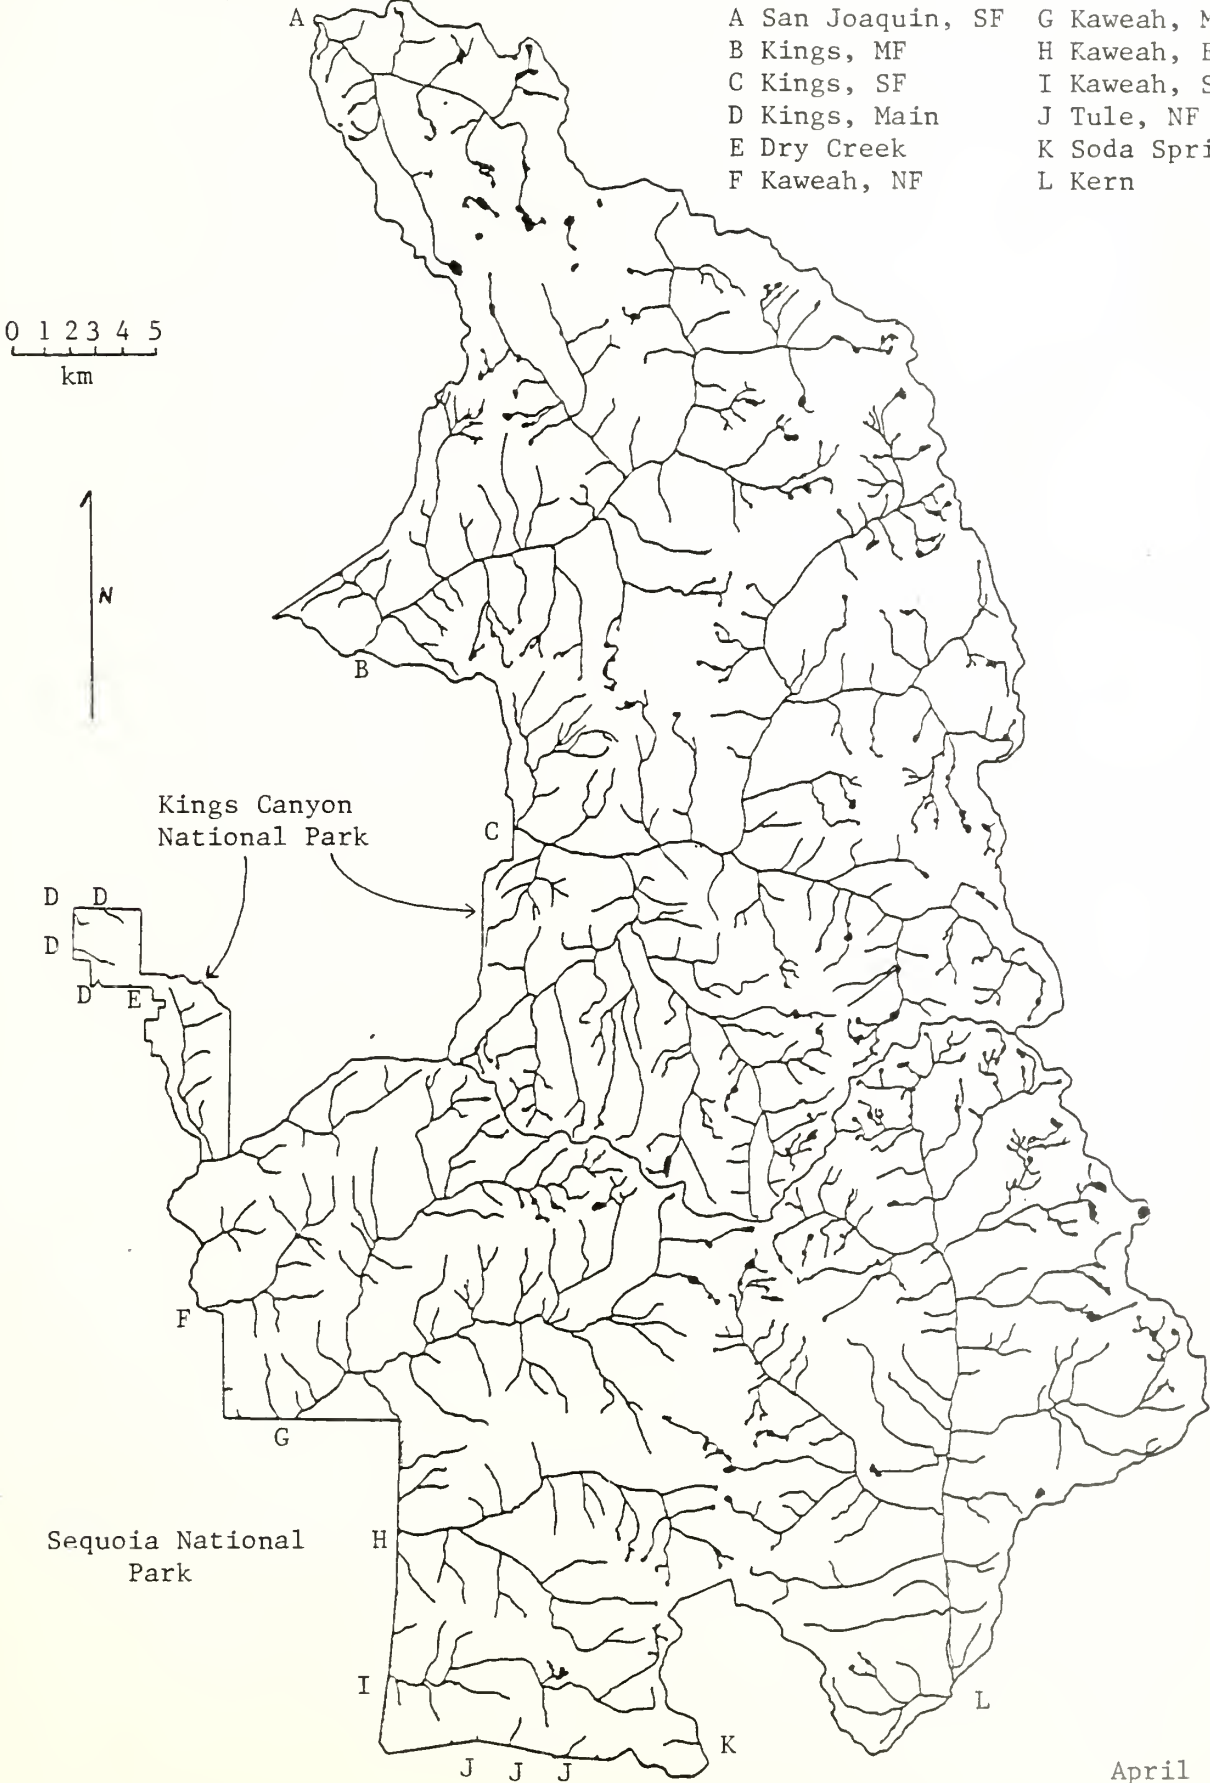 A San Joaquin, SF G Kaweah,
B Kings, MF H Kaweah,
C Kings, SF I Kaweah,
D Kings, Main J Tule, NF
E Dry Creek K Soda
F Kaweah, NF L Kern
A
0 1 2 3 4 5
km
N
B
Kings Canyon
National Park
C
D D
D
D E
F
G
Sequoia National
Park
H
I
L
K
J J J
April